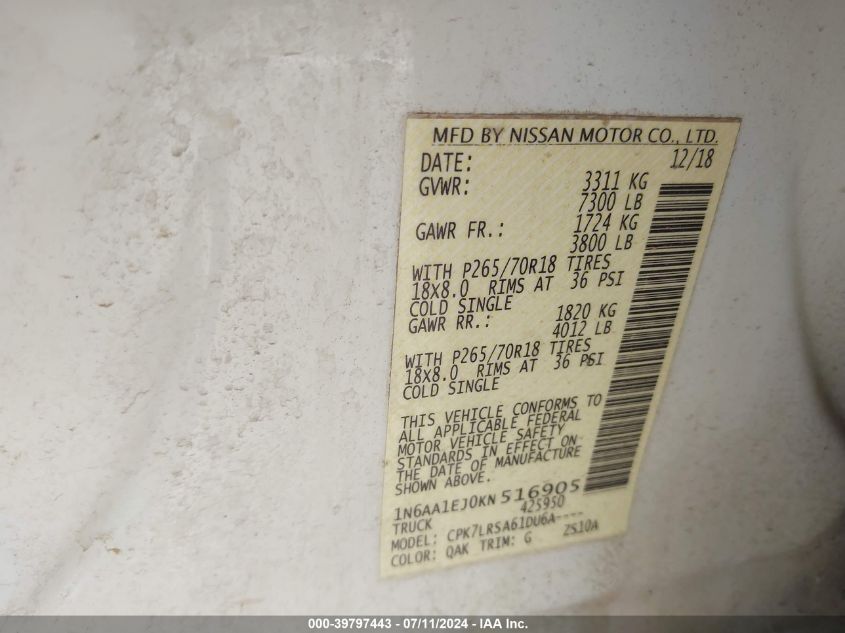 MFD BY NISSAN MOTOR CO., LTD.
DATE: 12/18
GVWR: 3311 KG
7300 LB
GAWR FR.: 1724 KG
3800 LB
WITH P265/70R18 TIRES
18X8.0 RIMS AT 36 PSI
COLD SINGLE
GAWR RR.: 1820 KG
4012 LB
WITH P265/70R18 TIRES
18X8.0 RIMS AT 36 PSI
COLD SINGLE
THIS VEHICLE CONFORMS TO
ALL APPLICABLE FEDERAL
MOTOR VEHICLE SAFETY
STANDARDS IN EFFECT ON
THE DATE OF MANUFACTURE
SHOWN ABOVE.
1N6AA1EJ0KN516905
TRUCK 425950
MODEL: CPK7LRSA61DU6A----
COLOR: QAK TRIM: G ZS10A
000-39797443 - 07/11/2024 - IAA Inc.